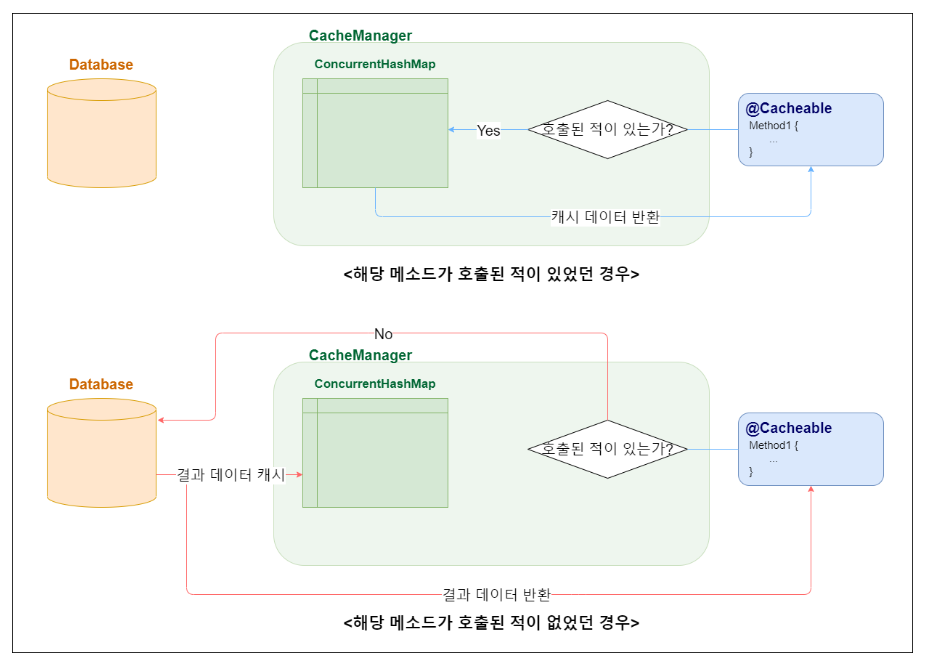 CacheManager
Database
ConcurrentHashMap
@Cacheable
Method1 {
...
}
호출된 적이 있는가?
Yes
캐시 데이터 반환
<해당 메소드가 호출된 적이 있었던 경우>
No
CacheManager
Database
ConcurrentHashMap
@Cacheable
Method1 {
...
}
호출된 적이 있는가?
결과 데이터 캐시
결과 데이터 반환
<해당 메소드가 호출된 적이 없었던 경우>